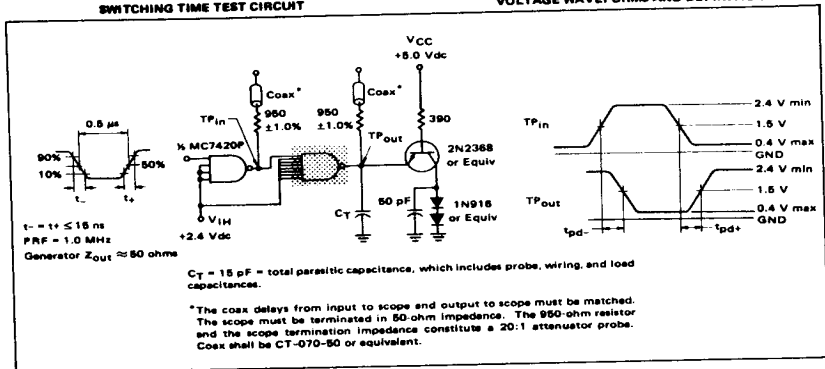 SWITCHING TIME TEST CIRCUIT
VCC
+5.0 Vdc
Coax*
Coax*
0.5 µs
950
±1.0%
950
±1.0%
390
TPin
TPout
½ MC7420P
2N2368
or Equiv
90%
10%
50%
t-
t+
VIH
+2.4 Vdc
CT
50 pF
1N916
or Equiv
t- = t+ ≤ 15 ns
PRF = 1.0 MHz
Generator Zout ≈ 50 ohms
TPin
2.4 V min
1.5 V
0.4 V max
GND
TPout
2.4 V min
1.5 V
0.4 V max
GND
tpd-
tpd+
CT = 15 pF = total parasitic capacitance, which includes probe, wiring, and load
capacitances.
*The coax delays from input to scope and output to scope must be matched.
The scope must be terminated in 50-ohm impedance. The 950-ohm resistor
and the scope termination impedance constitute a 20:1 attenuator probe.
Coax shall be CT-070-50 or equivalent.